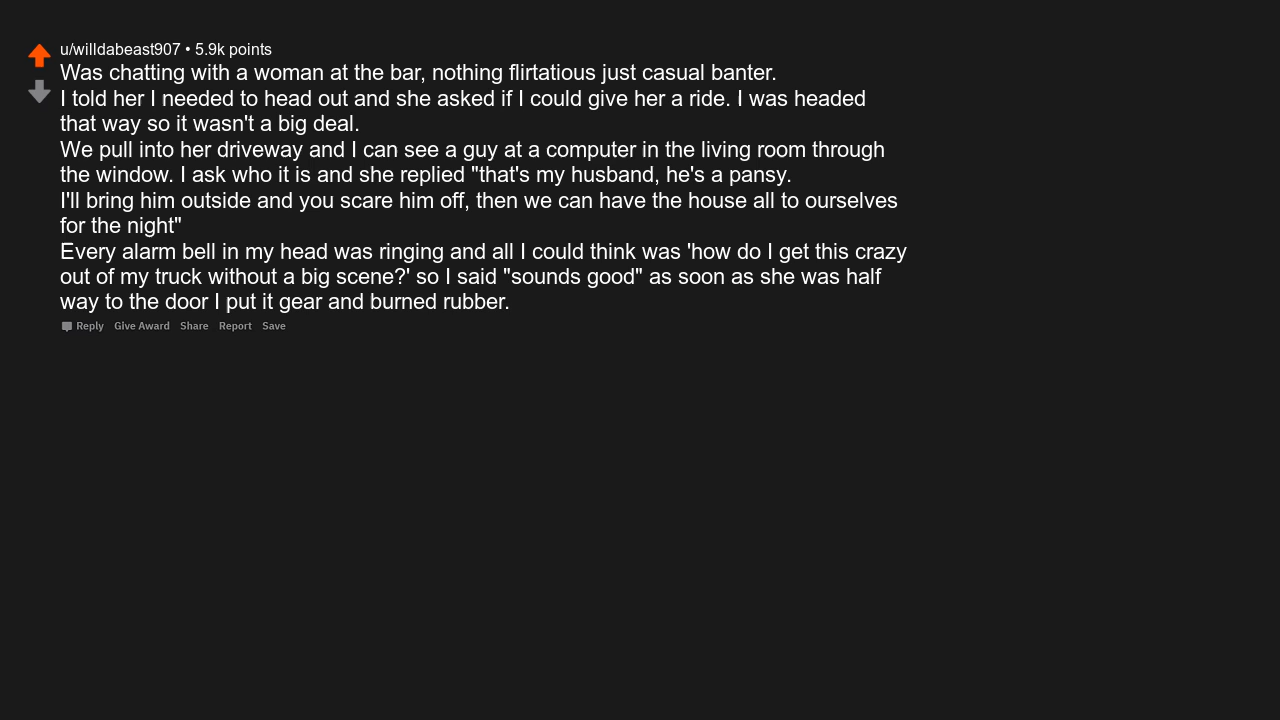 u/willdabeast907 • 5.9k points
Was chatting with a woman at the bar, nothing flirtatious just casual banter.
I told her I needed to head out and she asked if I could give her a ride. I was headed
that way so it wasn't a big deal.
We pull into her driveway and I can see a guy at a computer in the living room through
the window. I ask who it is and she replied "that's my husband, he's a pansy.
I'll bring him outside and you scare him off, then we can have the house all to ourselves
for the night"
Every alarm bell in my head was ringing and all I could think was 'how do I get this crazy
out of my truck without a big scene?' so I said "sounds good" as soon as she was half
way to the door I put it gear and burned rubber.
Reply Give Award Share Report Save